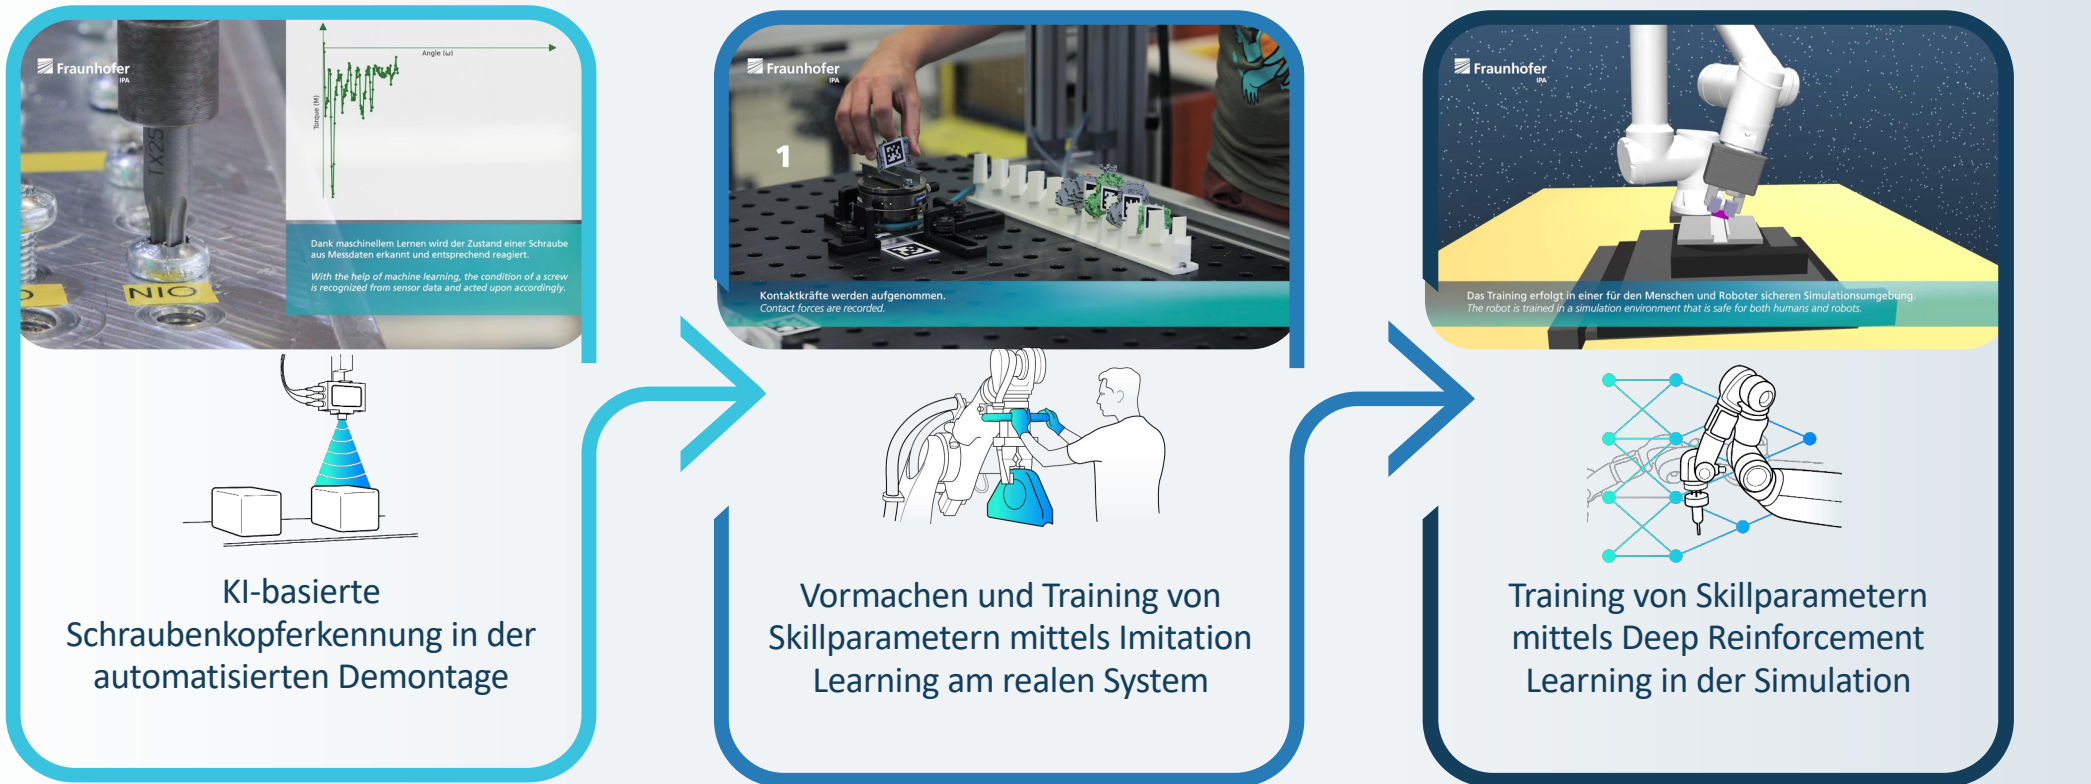 Fraunhofer
IPA
Angle (ω)
Torque (M)
TX25
NIO
Dank maschinellem Lernen wird der Zustand einer Schraube
aus Messdaten erkannt und entsprechend reagiert.
With the help of machine learning, the condition of a screw
is recognized from sensor data and acted upon accordingly.
KI-basierte
Schraubenkopferkennung in der
automatisierten Demontage
Fraunhofer
IPA
1
Kontaktkräfte werden aufgenommen.
Contact forces are recorded.
Vormachen und Training von
Skillparametern mittels Imitation
Learning am realen System
Fraunhofer
IPA
Das Training erfolgt in einer für den Menschen und Roboter sicheren Simulationsumgebung.
The robot is trained in a simulation environment that is safe for both humans and robots.
Training von Skillparametern
mittels Deep Reinforcement
Learning in der Simulation